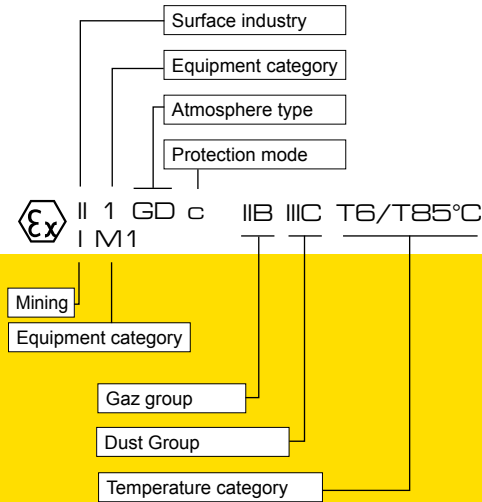 Surface industry
Equipment category
Atmosphere type
Protection mode
Ex II 1 GD c IIB IIIC T6/T85°C
I M1
Mining
Equipment category
Gaz group
Dust Group
Temperature category